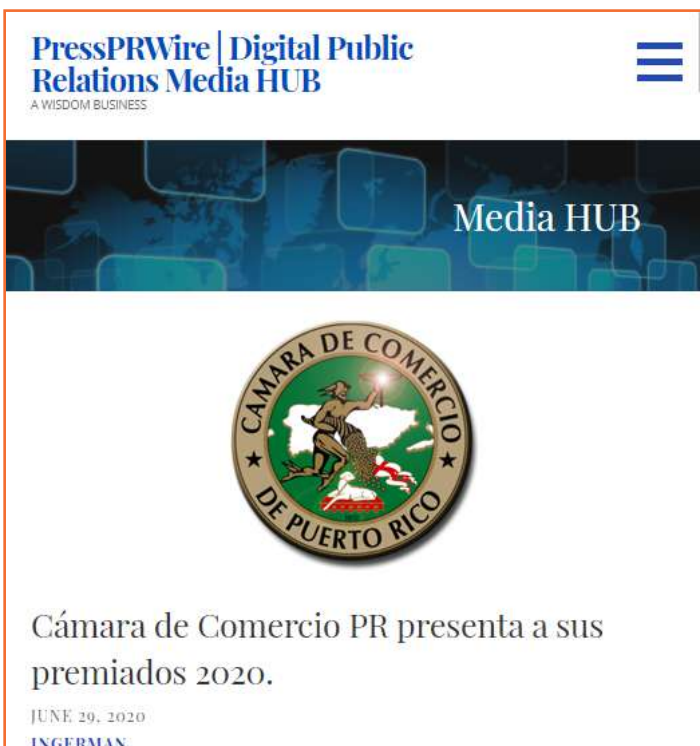 PressPRWire | Digital Public
Relations Media HUB
A WISDOM BUSINESS
Media HUB
CAMARA DE COMERCIO
DE PUERTO RICO
Cámara de Comercio PR presenta a sus
premiados 2020.
JUNE 29, 2020
INGERMAN